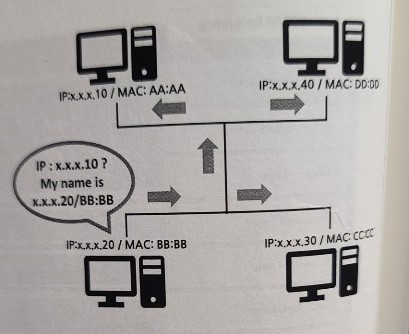 IP:x.x.x.10 / MAC: AA:AA
IP:x.x.x.40 / MAC: DD:DD
IP : x.x.x.10 ?
My name is
x.x.x.20/BB:BB
IP:x.x.x.20 / MAC: BB:BB
IP:x.x.x.30 / MAC: CC:CC